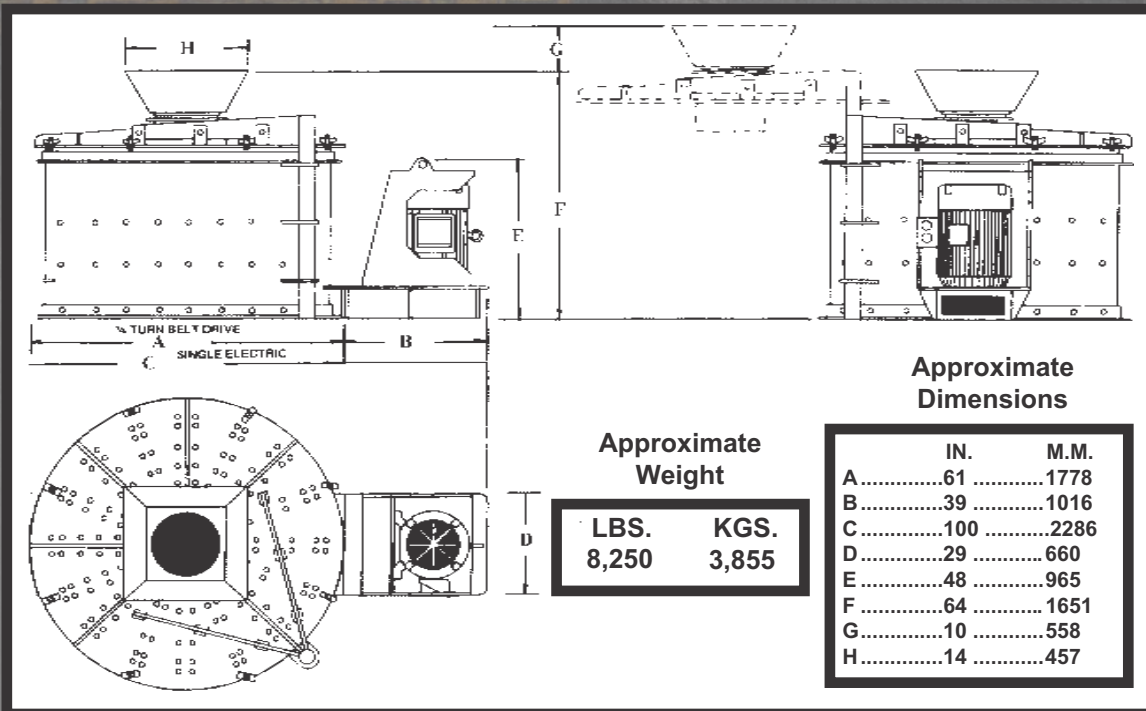 H
G
F
E
¼ TURN BELT DRIVE
A
B
SINGLE ELECTRIC
C
D
Approximate
Weight
LBS. KGS.
8,250 3,855
Approximate
Dimensions
IN. M.M.
A..............61 ............1778
B..............39 ............1016
C..............100 ...........2286
D..............29 ............660
E..............48 ............965
F..............64 ............1651
G..............10 ............558
H..............14 ............457